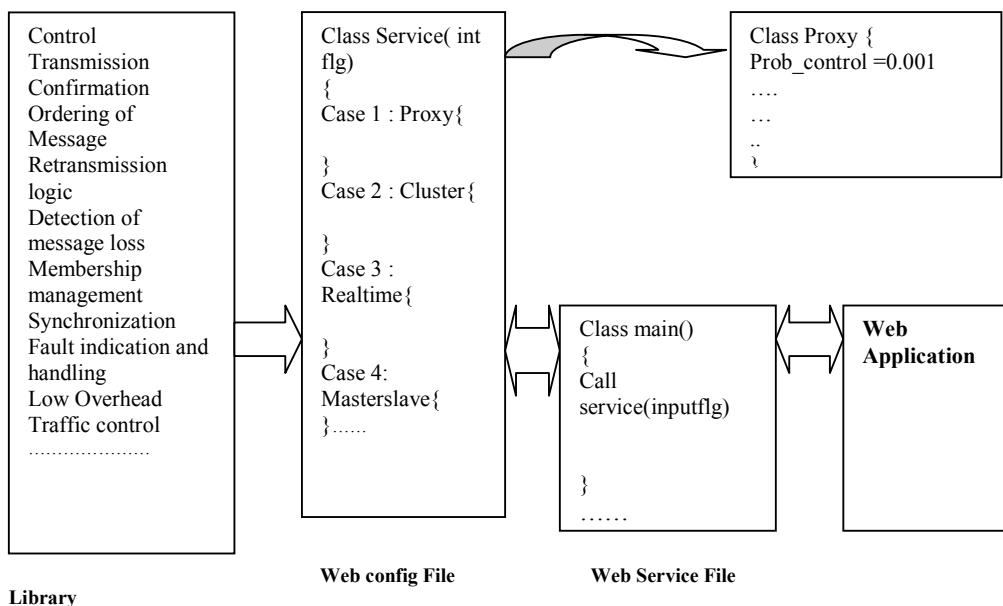 Control
Transmission
Confirmation
Ordering of
Message
Retransmission
logic
Detection of
message loss
Membership
management
Synchronization
Fault indication and
handling
Low Overhead
Traffic control
.....................
Library
Class Service( int
flg)
{
Case 1 : Proxy{
}
Case 2 : Cluster{
}
Case 3 :
Realtime{
}
Case 4:
Masterslave{
}......
Web config File
Class Proxy {
Prob_control =0.001
….
…
..
}
Class main()
{
Call
service(inputflg)
}
……
Web Service File
Web
Application